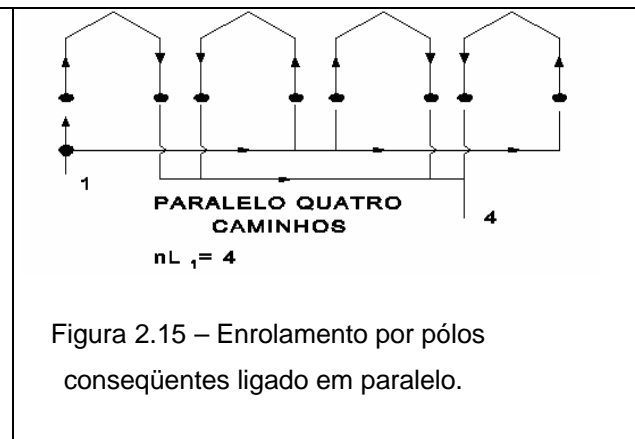 1
PARALELO QUATRO
CAMINHOS
4
nL ₁= 4
Figura 2.15 – Enrolamento por pólos
conseqüentes ligado em paralelo.